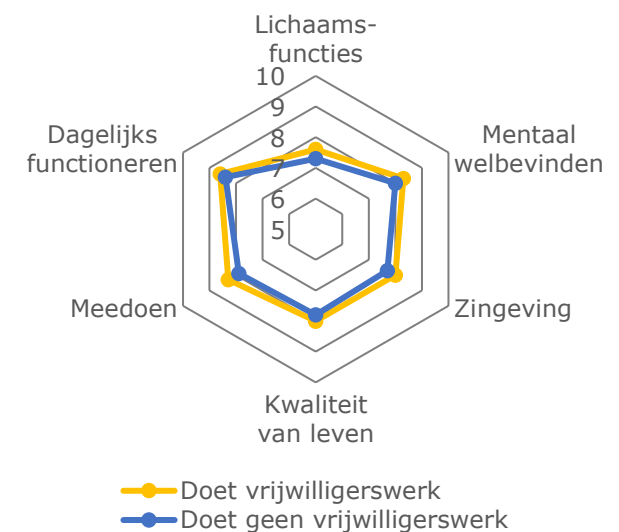 Lichaams-
functies
10
9
8
7
6
5
Dagelijks
functioneren
Mentaal
welbevinden
Meedoen
Zingeving
Kwaliteit
van leven
Doet vrijwilligerswerk
Doet geen vrijwilligerswerk